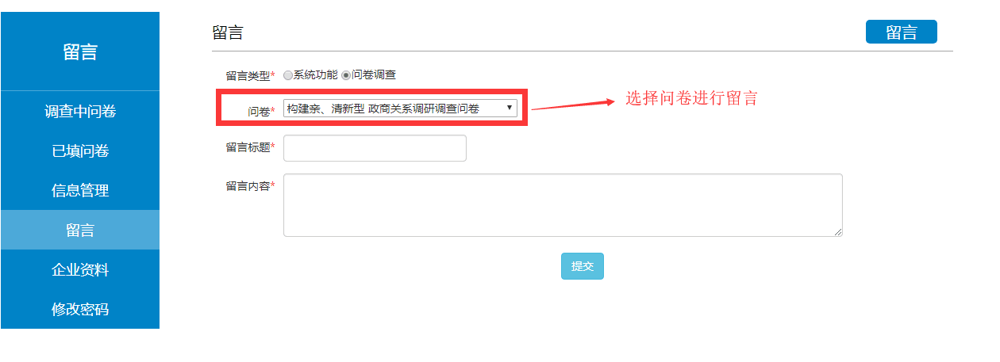 留言
调查中问卷
已填问卷
信息管理
留言
企业资料
修改密码
留言
留言
留言类型* 系统功能 问卷调查
问卷* 构建亲、清新型 政商关系调研调查问卷
选择问卷进行留言
留言标题*
留言内容*
提交